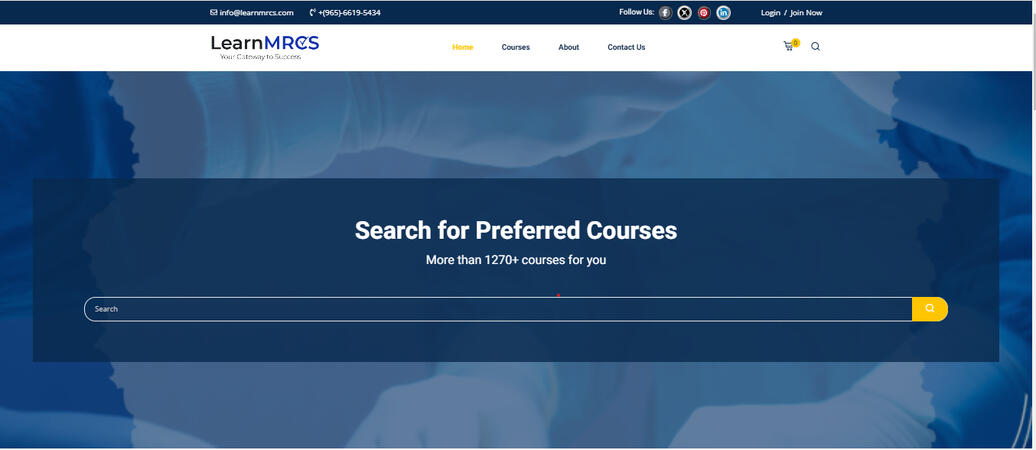 info@learnmrcs.com +(965)-6619-5434 Follow Us: Login / Join Now
LearnMRCS
Your Gateway to Success
Home Courses About Contact Us 0
Search for Preferred Courses
More than 1270+ courses for you
Search